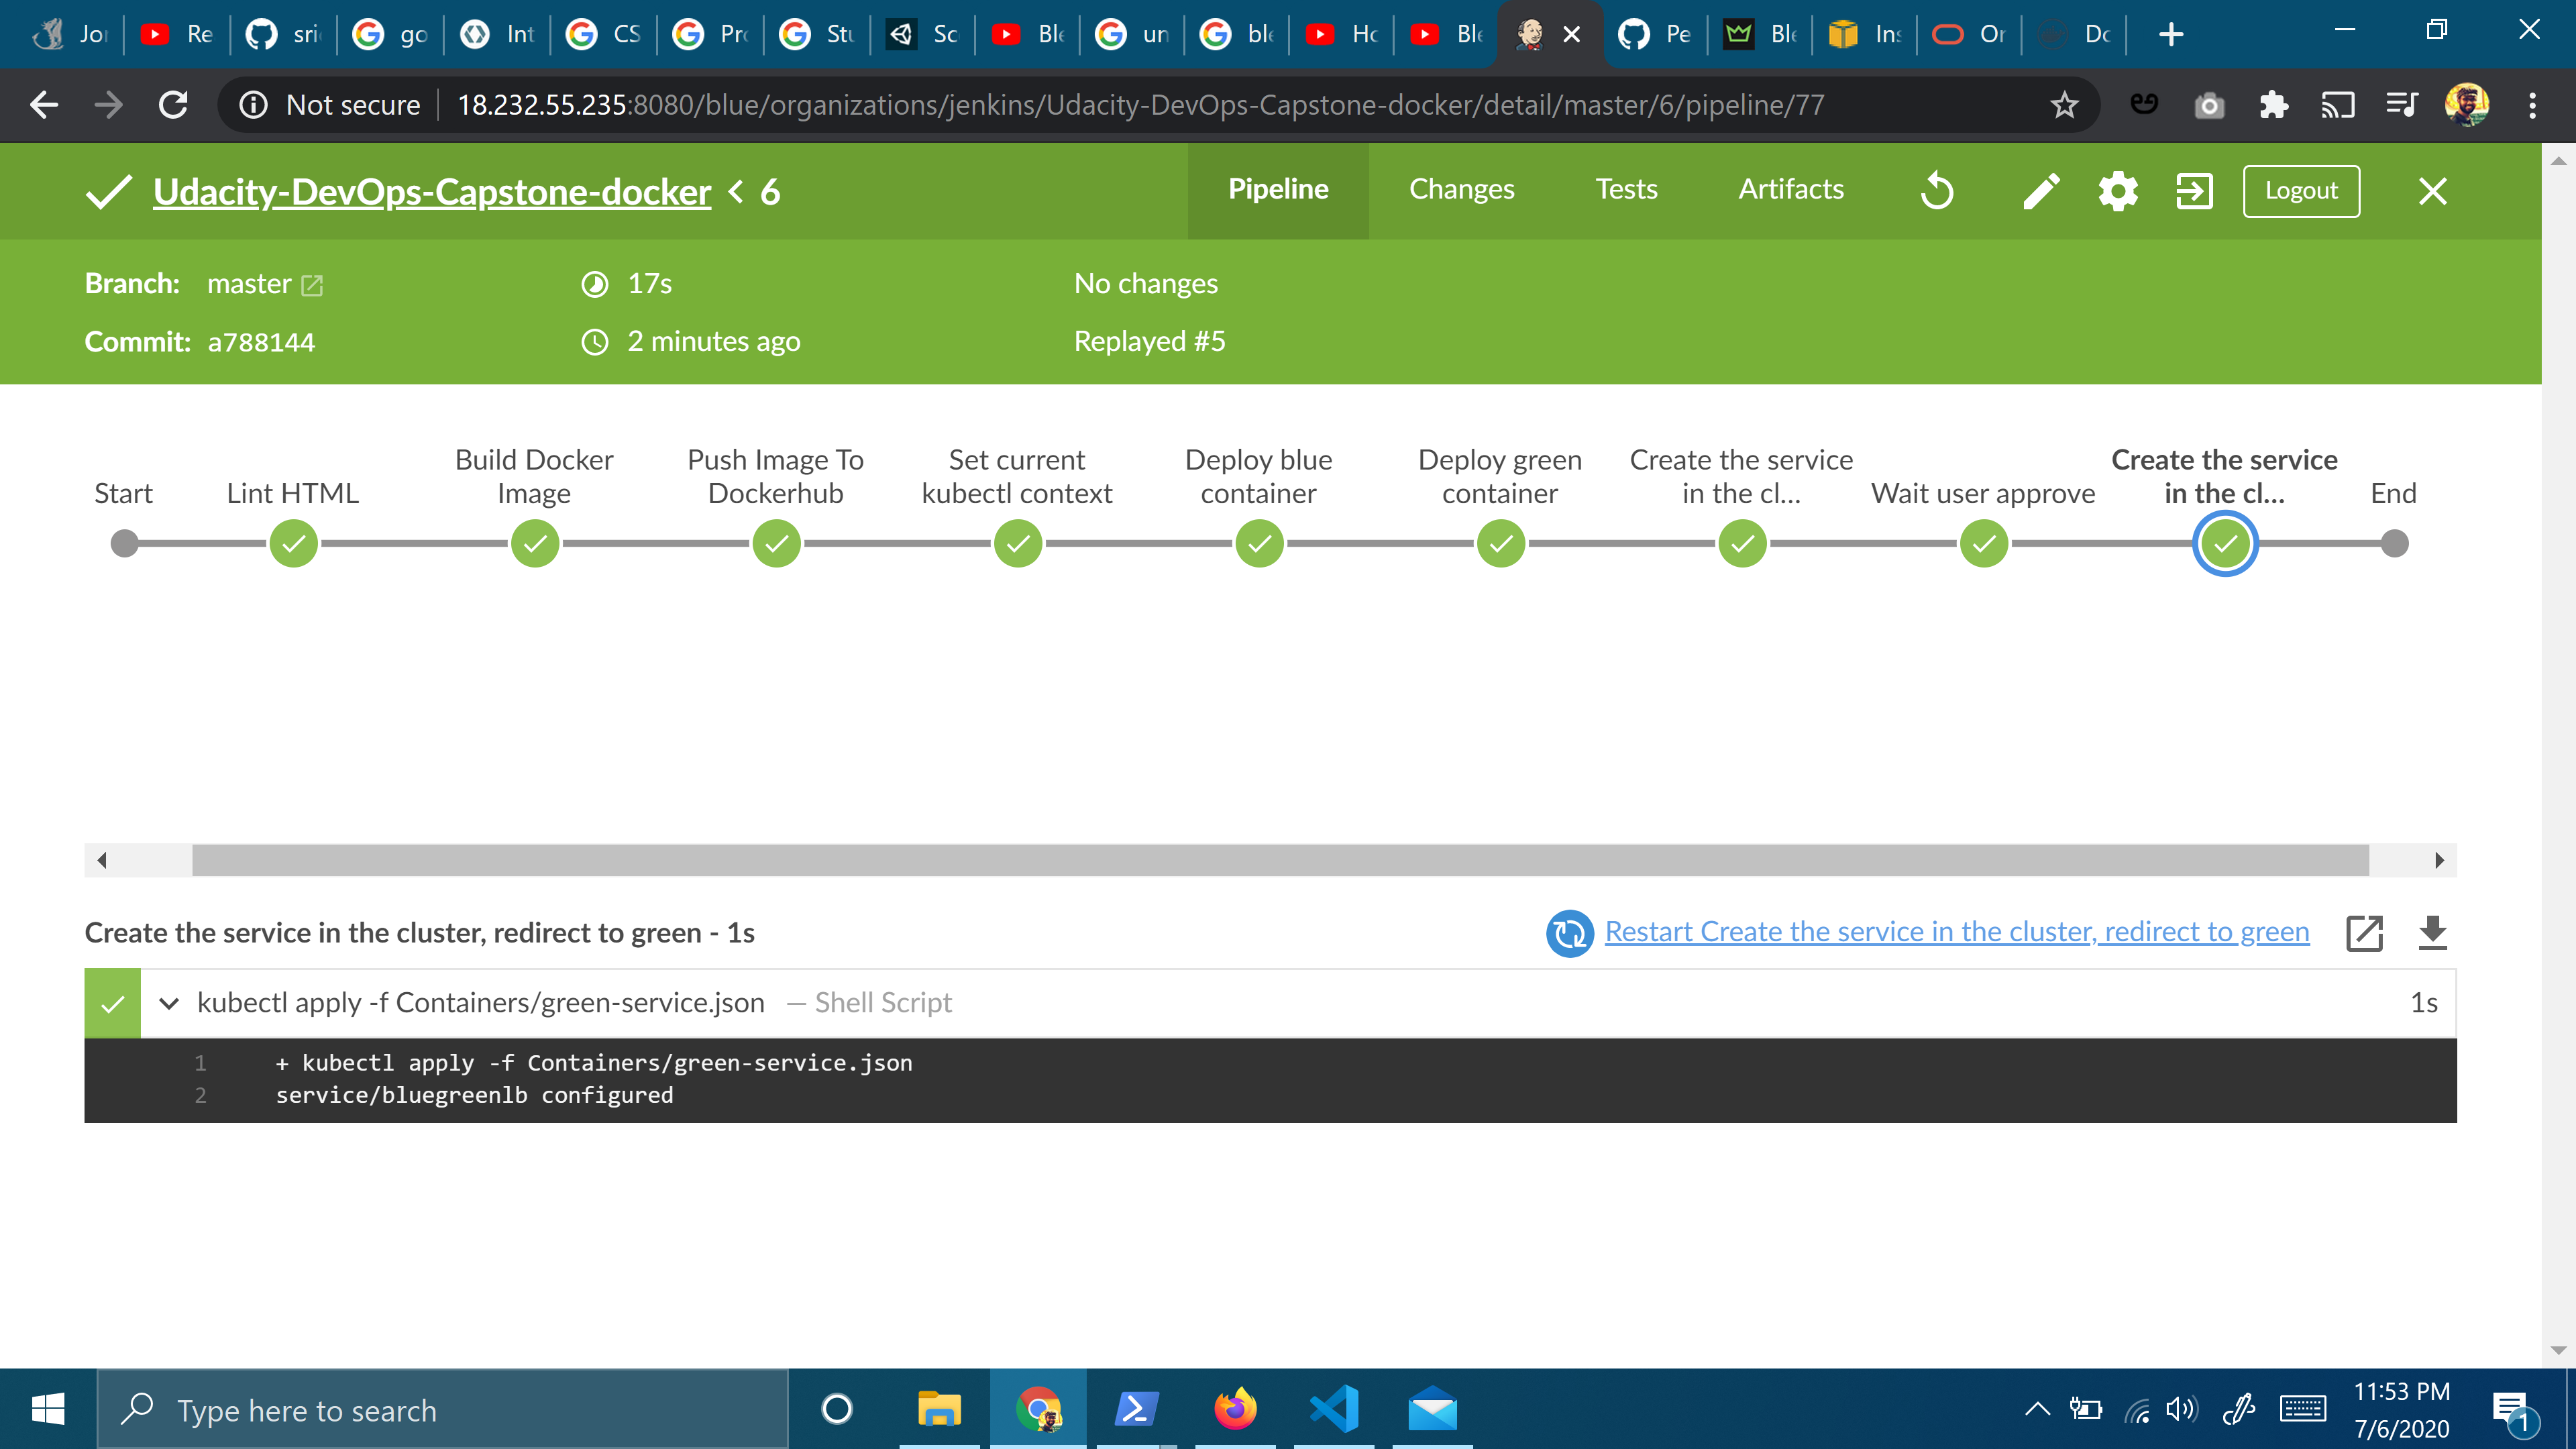 Jor
Re
sri
go
Int
CS
Pro
Stu
Sc
Ble
un
ble
Ho
Ble
Pe
Ble
Ins
Or
Do
Not secure
18.232.55.235:8080/blue/organizations/jenkins/Udacity-DevOps-Capstone-docker/detail/master/6/pipeline/77
Udacity-DevOps-Capstone-docker < 6
Pipeline
Changes
Tests
Artifacts
Logout
Branch: master
17s
No changes
Commit: a788144
2 minutes ago
Replayed #5
Start
Lint HTML
Build Docker
Image
Push Image To
Dockerhub
Set current
kubectl context
Deploy blue
container
Deploy green
container
Create the service
in the cl...
Wait user approve
Create the service
in the cl...
End
Create the service in the cluster, redirect to green - 1s
Restart Create the service in the cluster, redirect to green
kubectl apply -f Containers/green-service.json — Shell Script
1s
1 + kubectl apply -f Containers/green-service.json
2 service/bluegreenlb configured
Type here to search
11:53 PM
7/6/2020
1